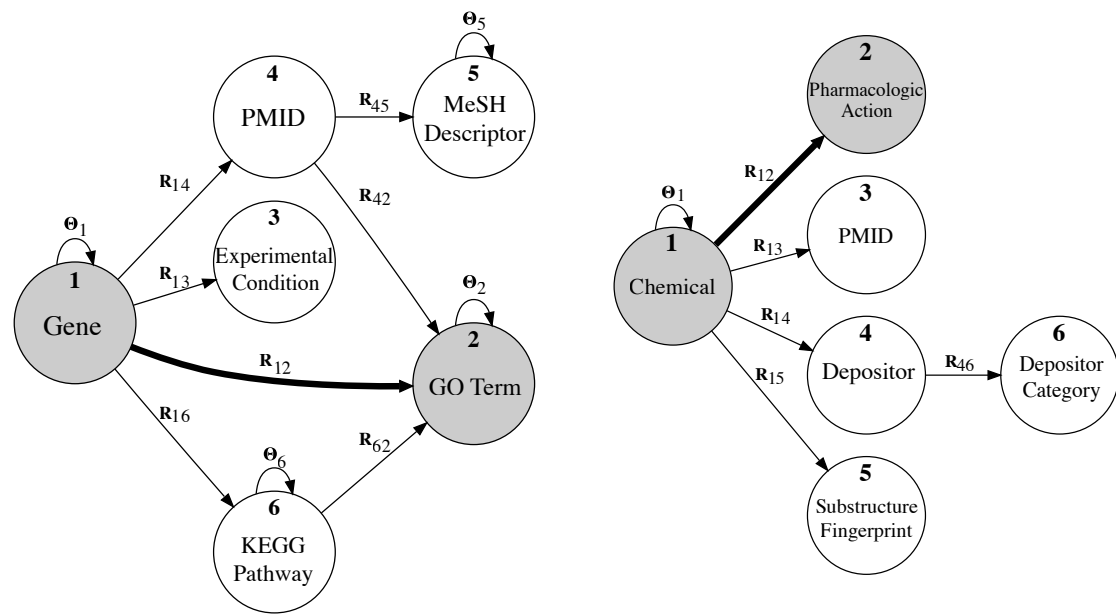 Θ5
4
PMID
R45
5
MeSH
Descriptor
R14
R42
Θ1
1
Gene
R13
3
Experimental
Condition
R12
Θ2
2
GO Term
R16
R62
Θ6
6
KEGG
Pathway
2
Pharmacologic
Action
R12
Θ1
1
Chemical
3
PMID
R13
R14
4
Depositor
R46
6
Depositor
Category
R15
5
Substructure
Fingerprint